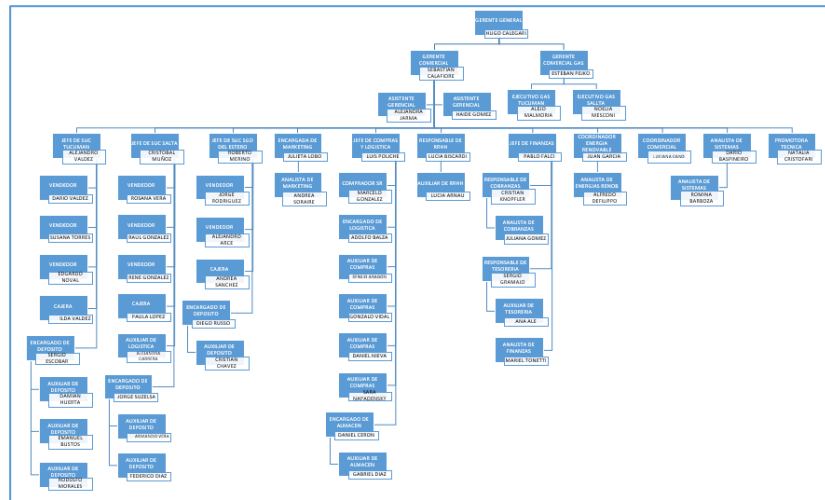 GERENTE GENERAL
HUGO CALEGARI
GERENTE COMERCIAL
SEBASTIAN CALAFIORE
GERENTE COMERCIAL GAS
ESTEBAN
ASISTENTE GERENCIAL
ALEJANDRA JARMA
ASISTENTE GERENCIAL
HAIDE GOMEZ
EJECUTIVO GAS TUCUMAN
ALEJO MALMORIA
EJECUTIVO GAS SALLTA
NOELIA MESCONI
JEFE DE SUC TUCUMAN
ALEJANDRO VALDEZ
JEFE DE SUC SALTA
CRISTOBAL MUÑOZ
JEFE DE SUC SGO DEL ESTERO
ROBERTO MERINO
ENCARGADA DE MARKETING
JULIETA LOBO
JEFE DE COMPRAS Y LOGISTICA
LUIS POLICHE
RESPONSABLE DE RRHH
LUCIA BISCARDI
JEFE DE FINANZAS
PABLO FALCI
COORDINADOR ENERGIA RENOVABLE
JUAN GARCIA
COORDINADOR COMERCIAL
ANALISTA DE SISTEMAS
DARIO BASPINEIRO
PROMOTORA TECNICA
NATALIA CRISTOFARI
VENDEDOR
DARIO VALDEZ
VENDEDOR
ROSANA VERA
VENDEDOR
JORGE RODRIGUEZ
ANALISTA DE MARKETING
ANDREA SORAIRE
COMPRADOR SR
MARCELO GONZALEZ
AUXILIAR DE RRHH
LUCIA ARNAU
RESPONSABLE DE COBRANZAS
CRISTIAN KNOPFLER
ANALISTA DE ENERGIAS RENOB
ALFREDO DEFILIPPO
ANALISTA DE SISTEMAS
ROMINA BARBOZA
VENDEDOR
SUSANA TORRES
VENDEDOR
RAUL GONZALEZ
VENDEDOR
ALEJANDRO ARCE
ENCARGADO DE LOGISTICA
ADOLFO BALZA
ANALISTA DE COBRANZAS
JULIANA GOMEZ
VENDEDOR
EDGARDO NOVAL
VENDEDOR
RENE GONZALEZ
CAJERA
ANDREA SANCHEZ
AUXILIAR DE COMPRAS
RESPONSABLE DE TESORERIA
SERGIO GRAMAJO
CAJERA
ILDA VALDEZ
CAJERA
PAULA LOPEZ
ENCARGADO DE DEPOSITO
DIEGO RUSSO
AUXILIAR DE COMPRAS
GONZALO VIDAL
AUXILIAR DE TESORERIA
ANA ALE
ENCARGADO DE DEPOSITO
SERGIO ESCOBAR
AUXILIAR DE LOGISTICA
AUXILIAR DE DEPOSITO
CRISTIAN CHAVEZ
AUXILIAR DE COMPRAS
DANIEL NIEVA
ANALISTA DE FINANZAS
MARIEL TONETTI
AUXILIAR DE DEPOSITO
DAMIAN HUERTA
ENCARGADO DE DEPOSITO
JORGE SUZELSA
AUXILIAR DE COMPRAS
SARA
AUXILIAR DE DEPOSITO
EMANUEL BUSTOS
AUXILIAR DE DEPOSITO
ARMANDO VERA
ENCARGADO DE ALMACEN
DANIEL CERON
AUXILIAR DE DEPOSITO
RODOLFO MORALES
AUXILIAR DE DEPOSITO
FEDERICO DIAZ
AUXILIAR DE ALMACEN
GABRIEL DIAZ